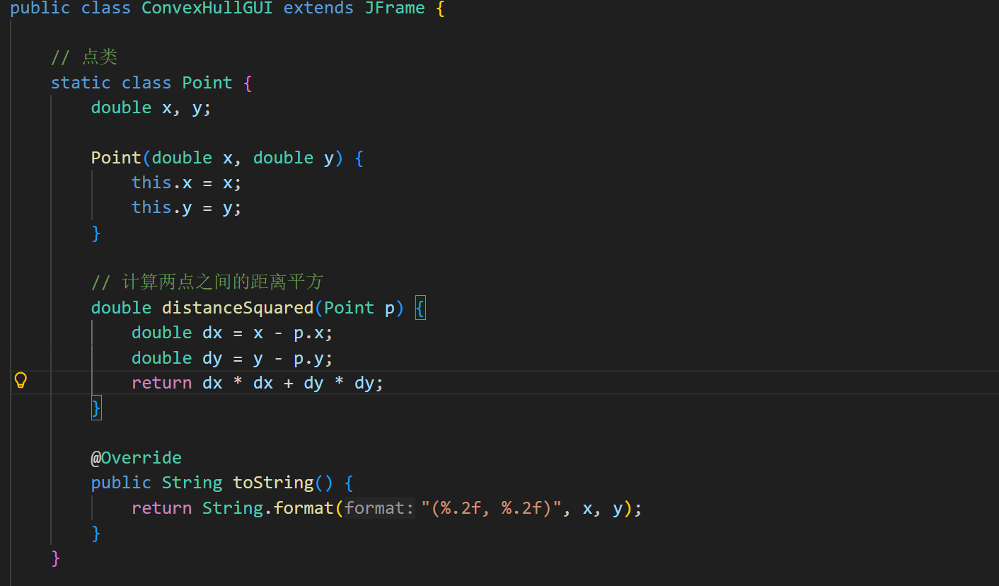 public class ConvexHullGUI extends JFrame {
// 点类
static class Point {
double x, y;
Point(double x, double y) {
this.x = x;
this.y = y;
}
// 计算两点之间的距离平方
double distanceSquared(Point p) {
double dx = x - p.x;
double dy = y - p.y;
return dx * dx + dy * dy;
}
@Override
public String toString() {
return String.format(format: "(%.2f, %.2f)", x, y);
}
}